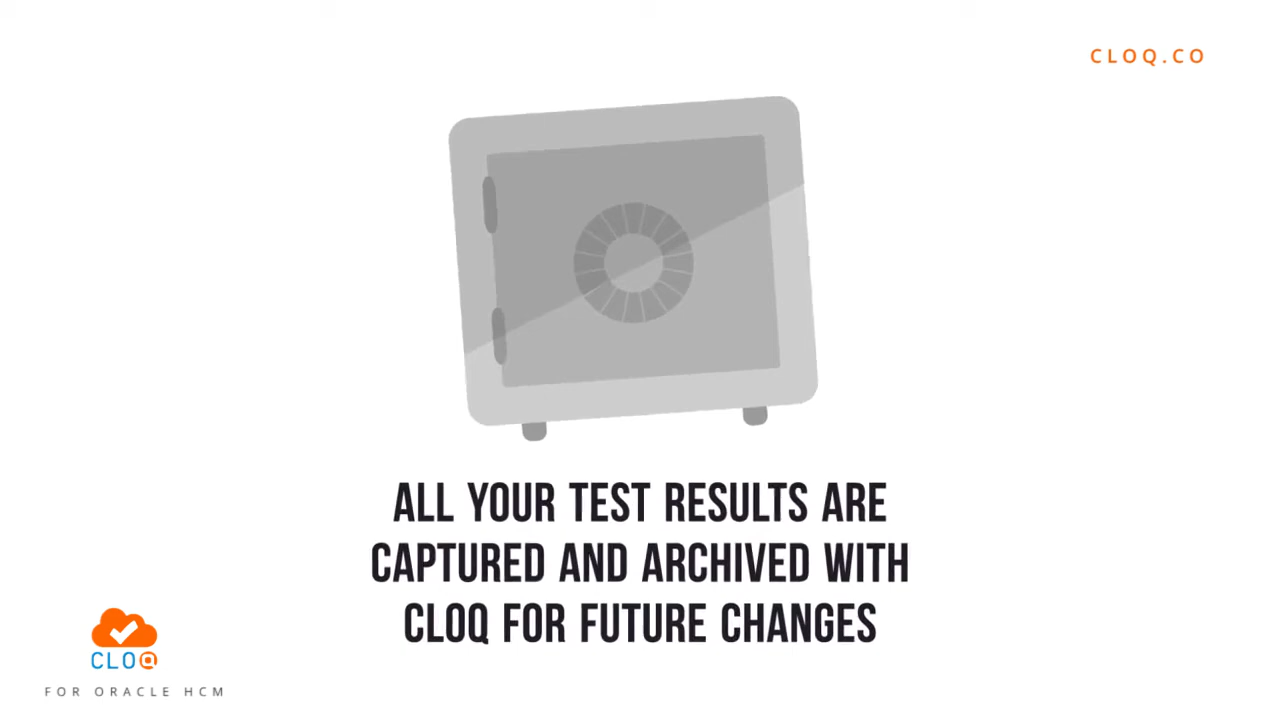 CLOQ.CO
ALL YOUR TEST RESULTS ARE
CAPTURED AND ARCHIVED WITH
CLOQ FOR FUTURE CHANGES
CLOQ
FOR ORACLE HCM